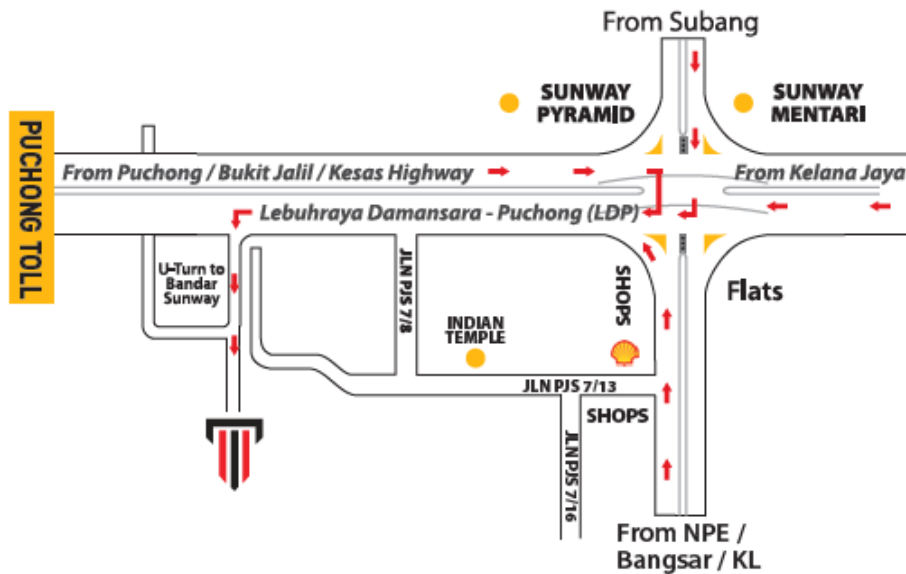 From Subang
SUNWAY
PYRAMID
SUNWAY
MENTARI
PUCHONG TOLL
From Puchong / Bukit Jalil / Kesas Highway
From Kelana Jaya
Lebuhraya Damansara - Puchong (LDP)
U-Turn to
Bandar
Sunway
JLN PJS 7/8
SHOPS
Flats
INDIAN
TEMPLE
JLN PJS 7/13
SHOPS
JLN PJS 7/16
From NPE /
Bangsar / KL